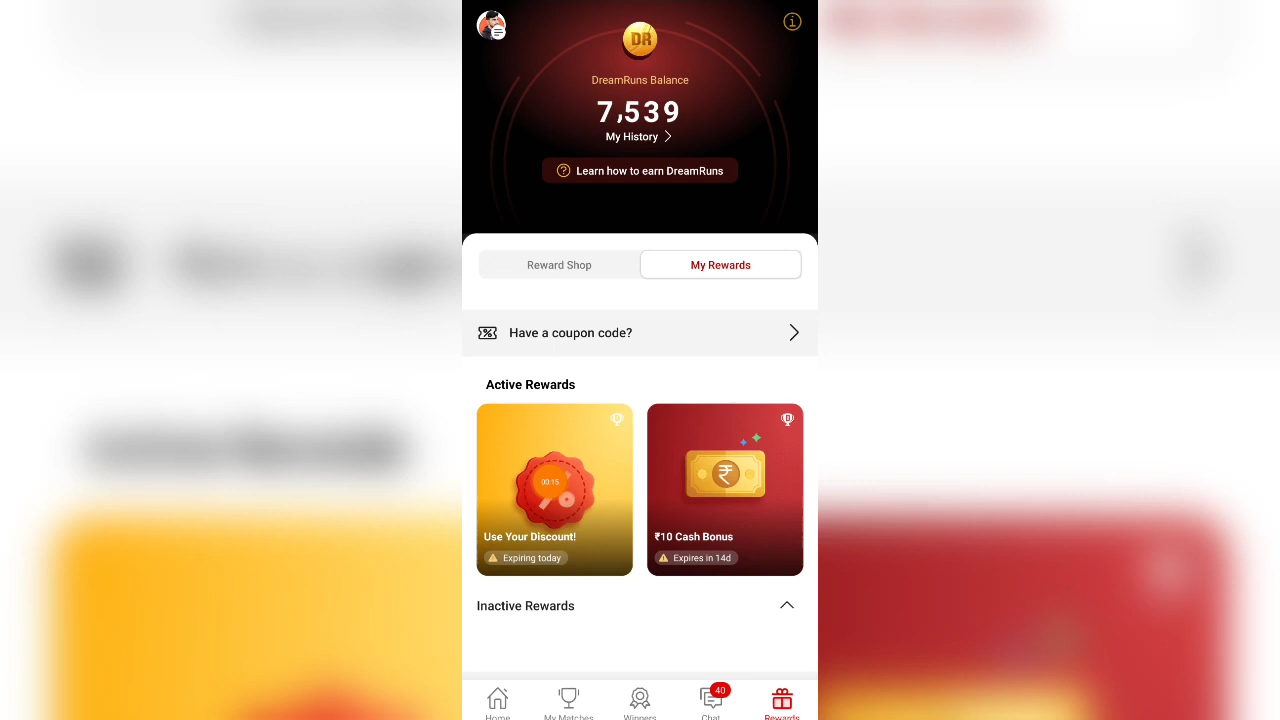 DR
DreamRuns Balance
7,539
My History
Learn how to earn DreamRuns
Reward Shop
My Rewards
Have a coupon code?
Active Rewards
00:15
Use Your Discount!
Expiring today
₹
₹10 Cash Bonus
Expires in 14d
Inactive Rewards
40
Home
My Matches
Winners
Chat
Rewards